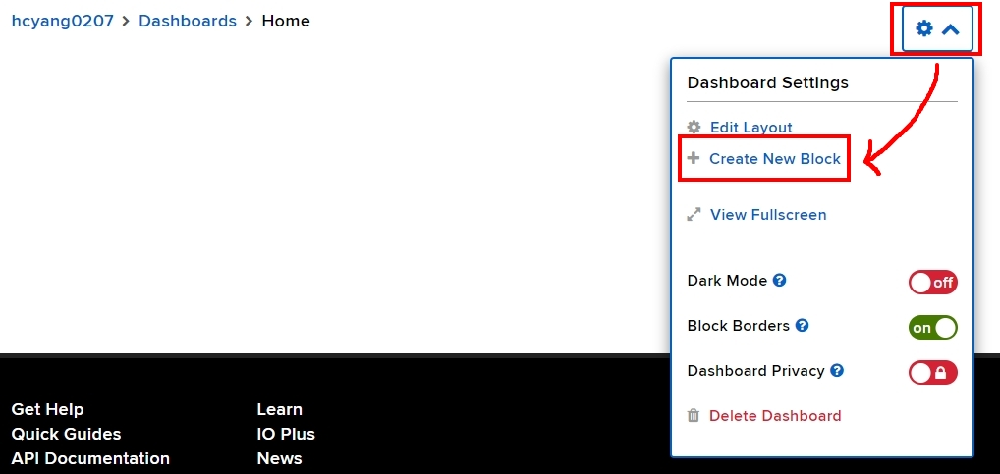 hcyang0207 > Dashboards > Home
Dashboard Settings
Edit Layout
Create New Block
View Fullscreen
Dark Mode ?
off
Block Borders ?
on
Dashboard Privacy ?
Delete Dashboard
Get Help
Quick Guides
API Documentation
Learn
IO Plus
News